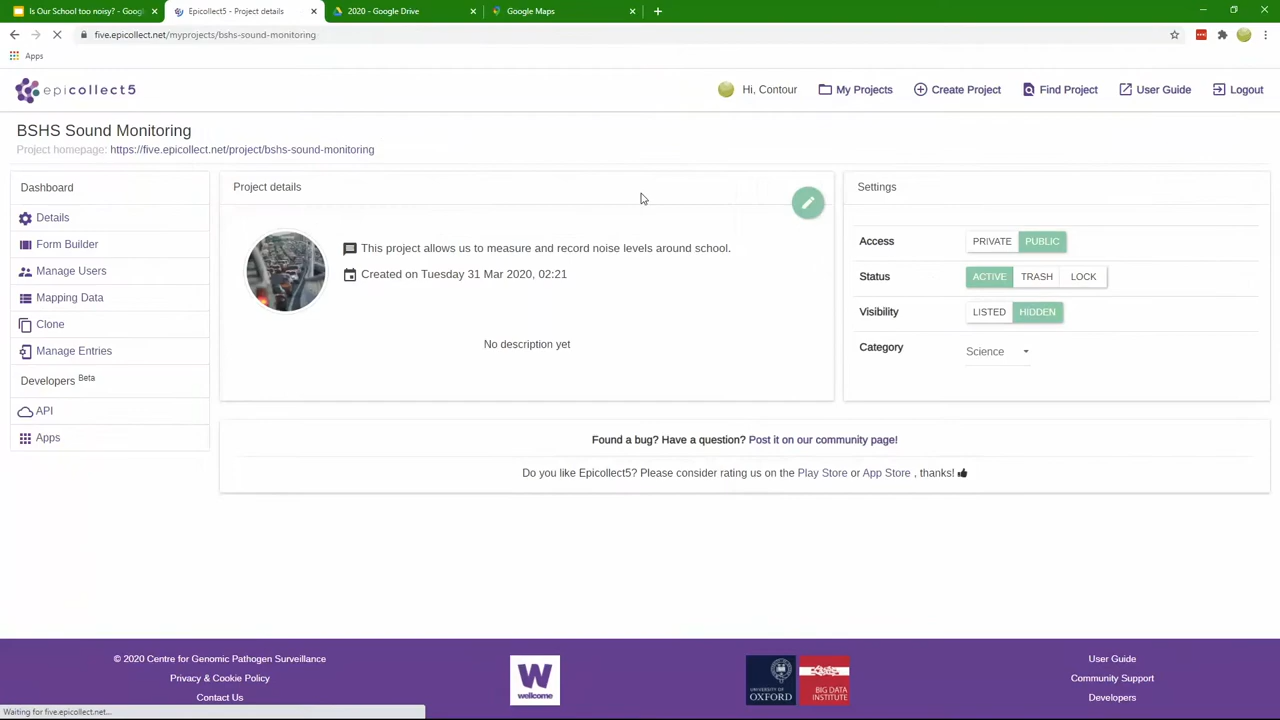 Is Our School too noisy? - Googl
Epicollect5 - Project details
2020 - Google Drive
Google Maps
five.epicollect.net/myprojects/bshs-sound-monitoring
Apps
epicollect5
Hi, Contour
My Projects
Create Project
Find Project
User Guide
Logout
BSHS Sound Monitoring
Project homepage: https://five.epicollect.net/project/bshs-sound-monitoring
Dashboard
Details
Form Builder
Manage Users
Mapping Data
Clone
Manage Entries
Developers Beta
API
Apps
Project details
This project allows us to measure and record noise levels around school.
Created on Tuesday 31 Mar 2020, 02:21
No description yet
Settings
Access PRIVATE PUBLIC
Status ACTIVE TRASH LOCK
Visibility LISTED HIDDEN
Category Science
Found a bug? Have a question? Post it on our community page!
Do you like Epicollect5? Please consider rating us on the Play Store or App Store , thanks!
© 2020 Centre for Genomic Pathogen Surveillance
Privacy & Cookie Policy
Contact Us
W
wellcome
UNIVERSITY OF
OXFORD
BIG DATA
INSTITUTE
User Guide
Community Support
Developers
Waiting for five.epicollect.net...